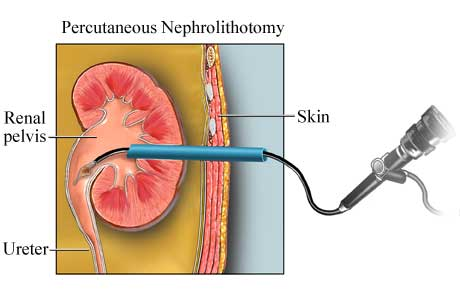 Percutaneous Nephrolithotomy
Renal
pelvis
Skin
Ureter